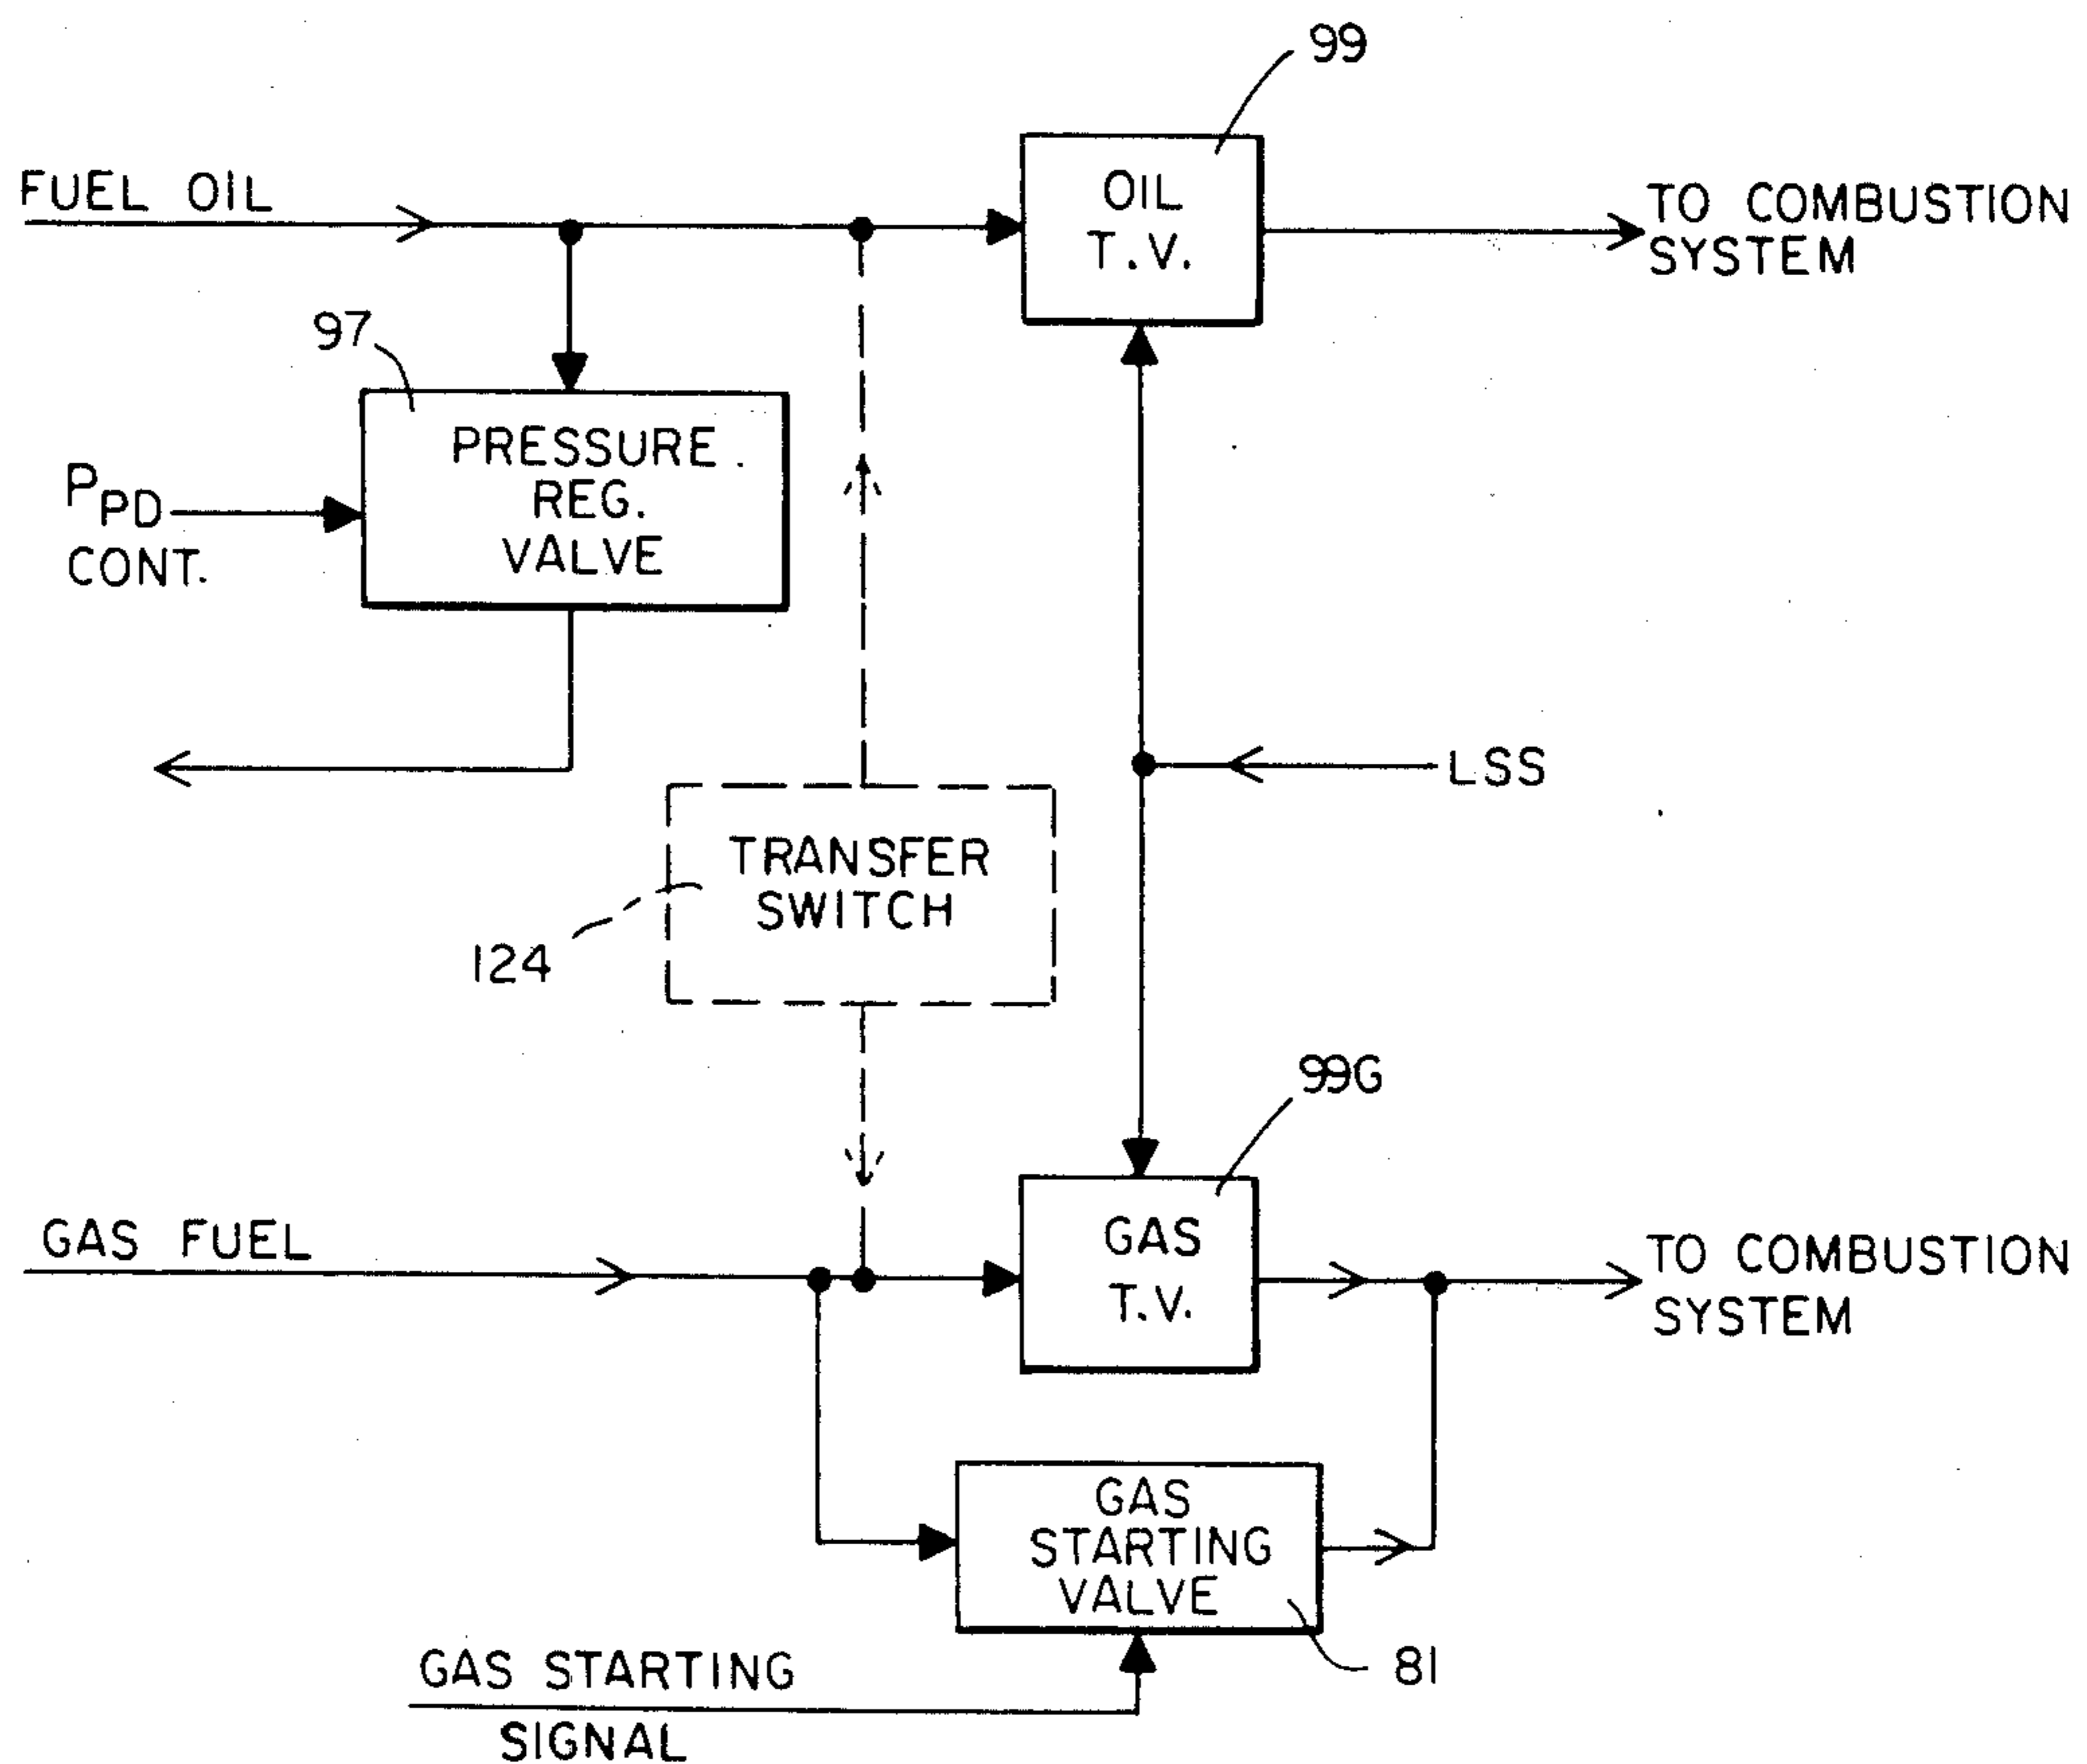 99
FUEL OIL
OIL
T.V.
TO COMBUSTION
SYSTEM
97
PRESSURE
REG.
VALVE
PPD
CONT.
LSS
TRANSFER
SWITCH
124
99G
GAS FUEL
GAS
T.V.
TO COMBUSTION
SYSTEM
GAS
STARTING
VALVE
81
GAS STARTING
SIGNAL